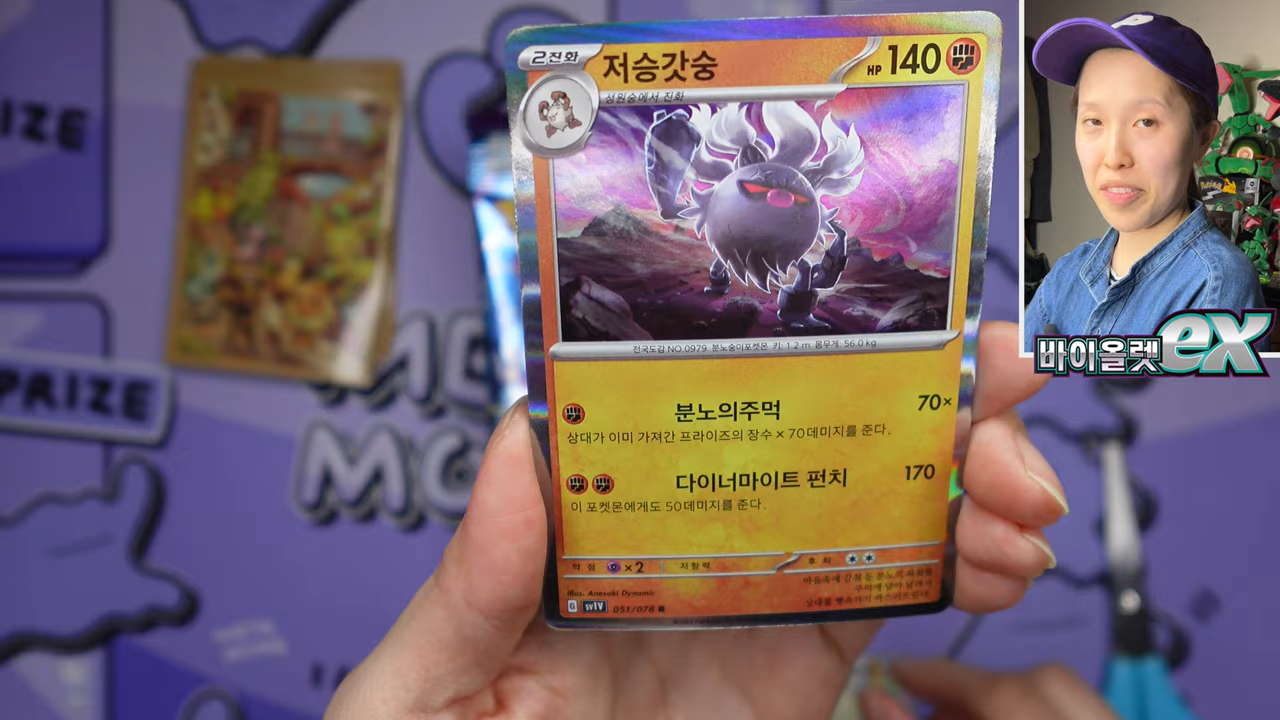 2진화
저승갓숭
HP 140
성원숭에서 진화
전국도감 NO 0979 분노숭이포켓몬 키: 1.2 m 몸무게: 56.0 kg
분노의주먹
70×
상대가 이미 가져간 프라이즈의 장수 × 70데미지를 준다.
다이너마이트 펀치
170
이 포켓몬에게도 50데미지를 준다.
약점
×2
저항력
후퇴
Illus. Anesaki Dynamic
G
sv1V
051/078 R
바이올렛 ex
IZE
PRIZE